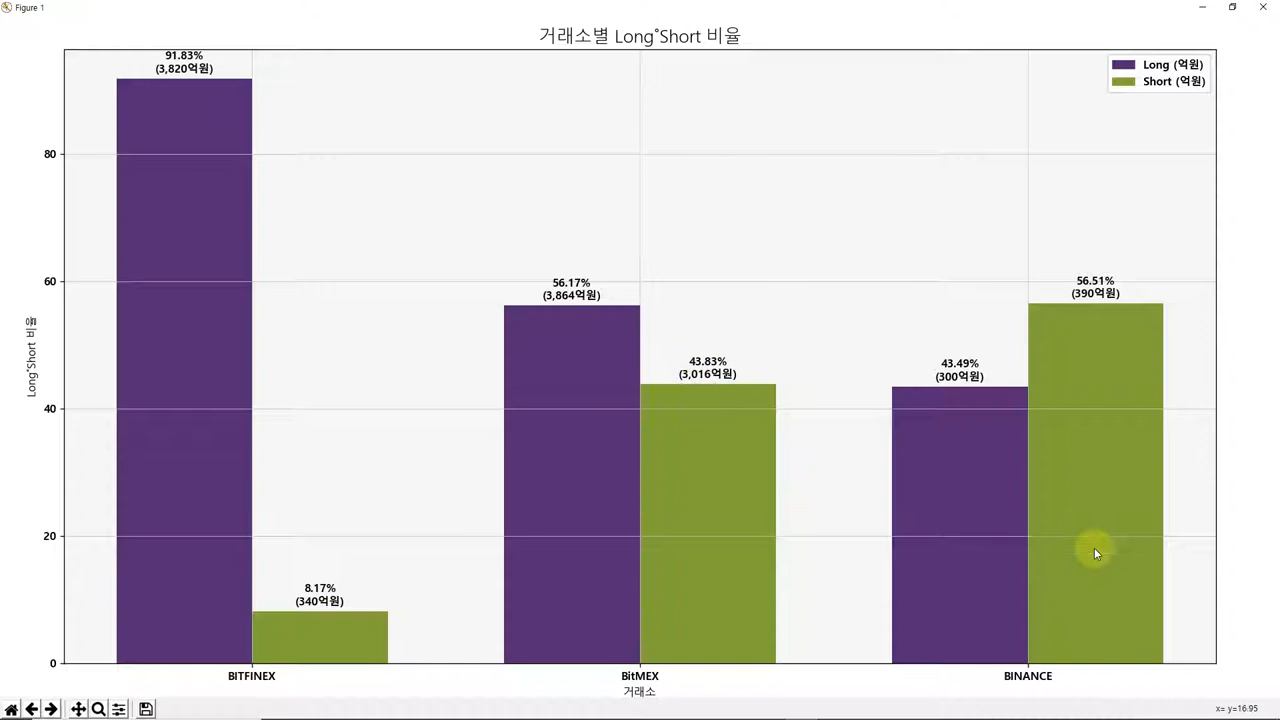 Figure 1
거래소별 Long˚Short 비율
91.83%
(3,820억원)
Long (억원)
Short (억원)
80
60
40
20
0
Long˚Short 비율
56.17%
(3,864억원)
56.51%
(390억원)
43.83%
(3,016억원)
43.49%
(300억원)
8.17%
(340억원)
BITFINEX
BitMEX
BINANCE
거래소
x= y=16.95